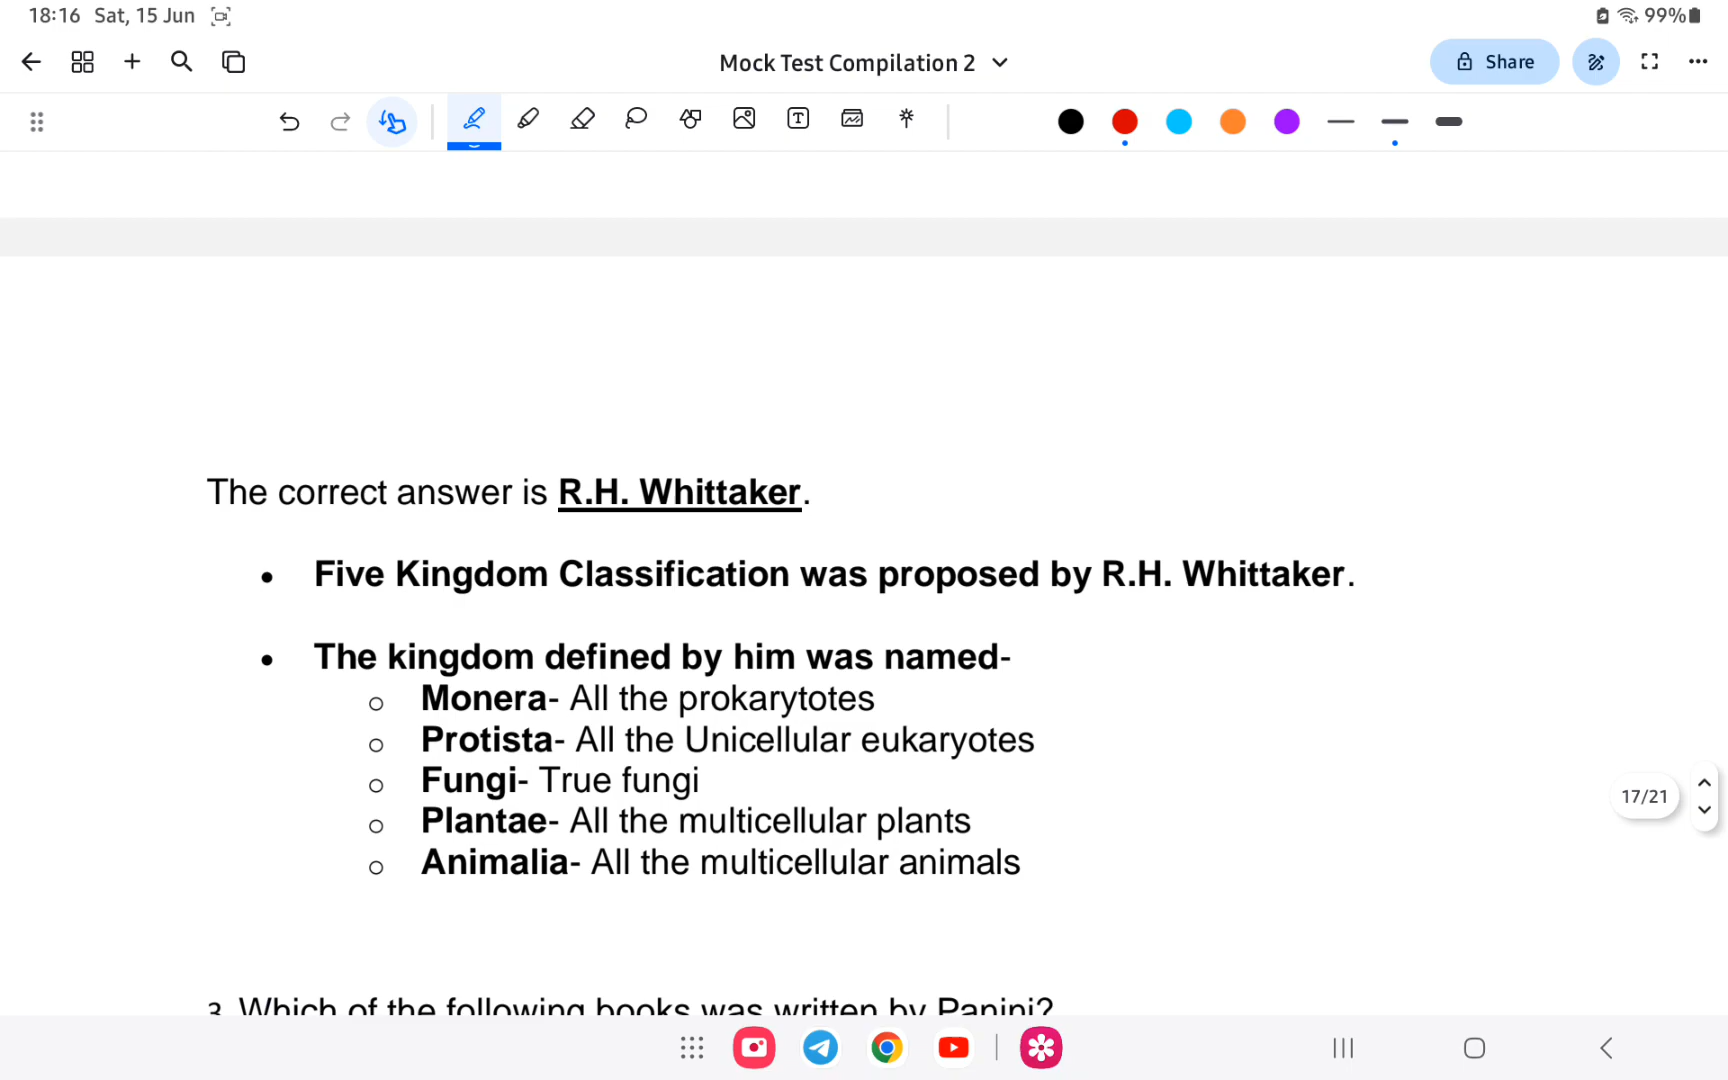 18:16 Sat, 15 Jun
99%
Mock Test Compilation 2
Share
The correct answer is R.H. Whittaker.
• Five Kingdom Classification was proposed by R.H. Whittaker.
• The kingdom defined by him was named-
o Monera- All the prokarytotes
o Protista- All the Unicellular eukaryotes
o Fungi- True fungi
o Plantae- All the multicellular plants
o Animalia- All the multicellular animals
17/21
3. Which of the following books was written by Panini?